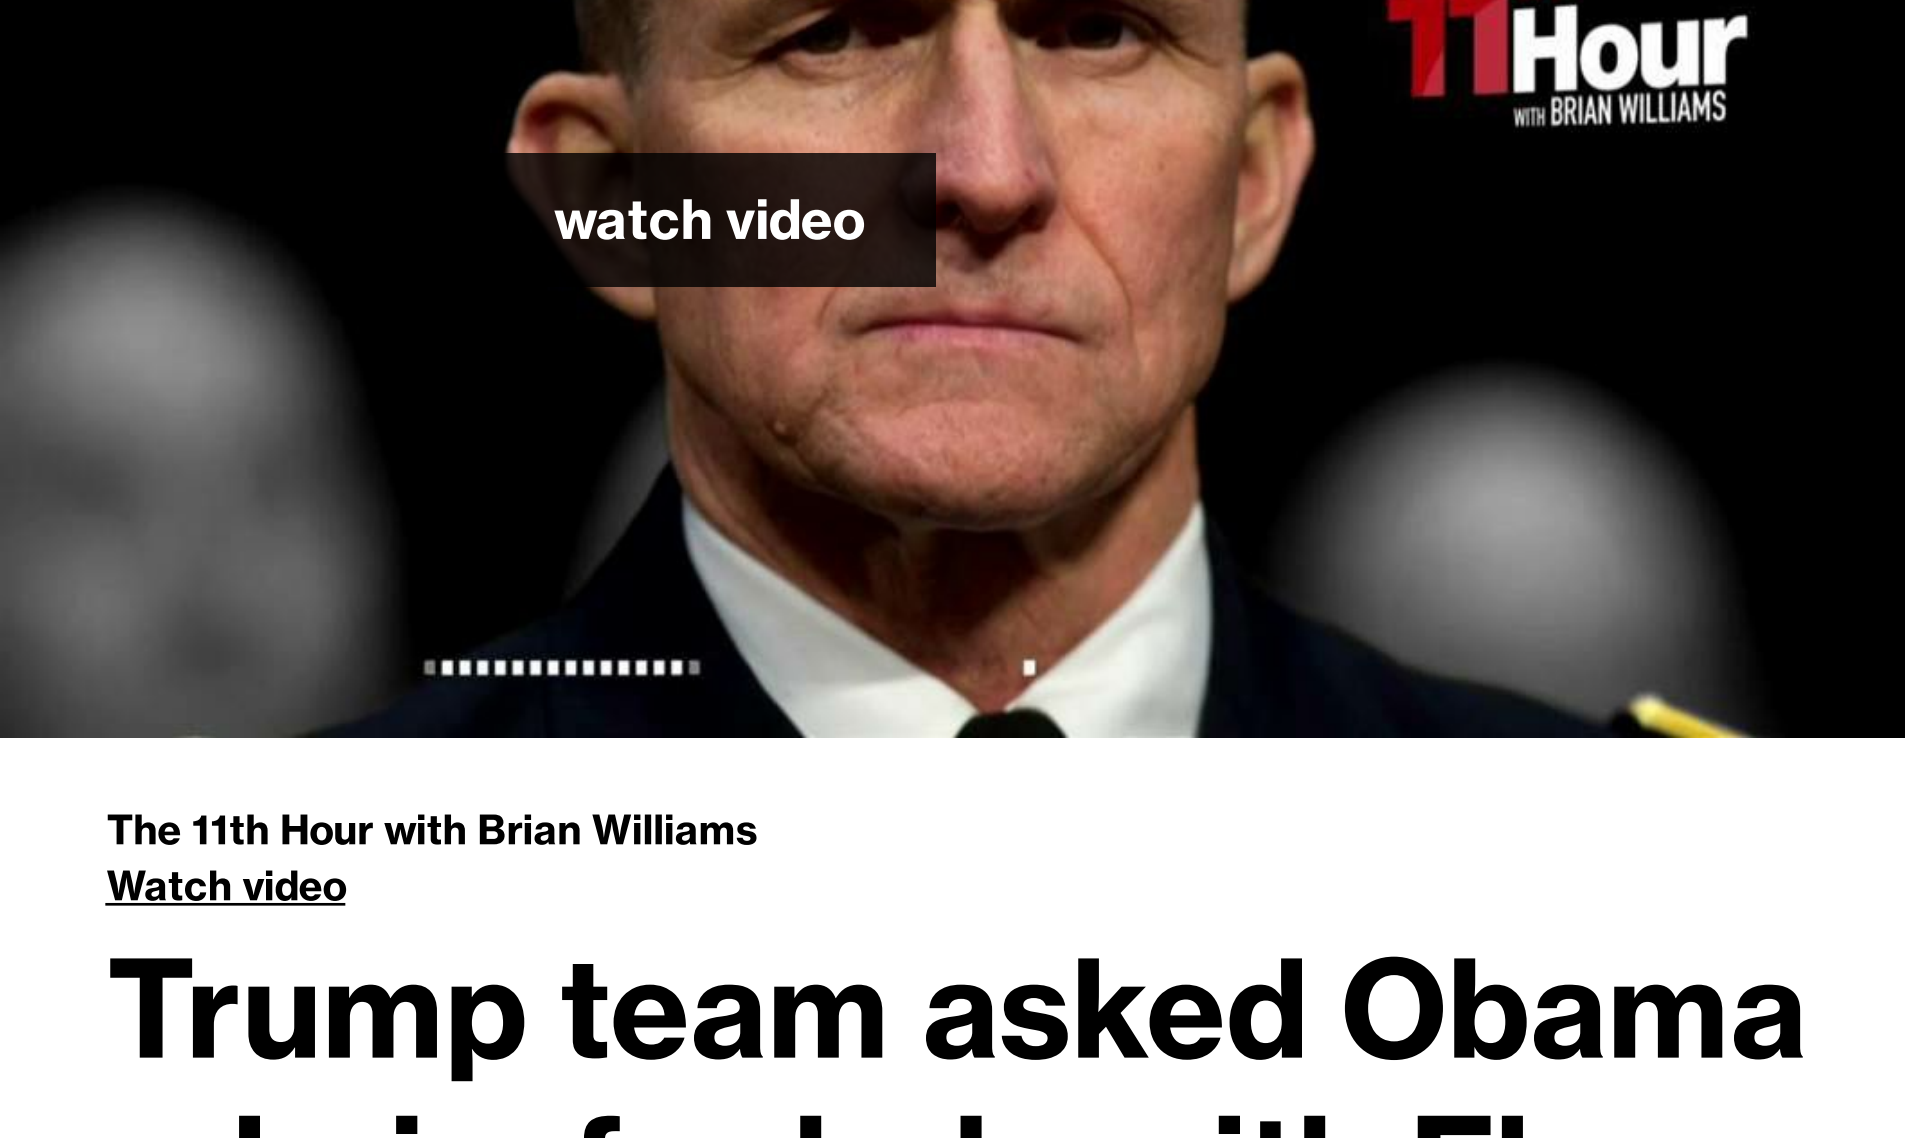 11 Hour
WITH BRIAN WILLIAMS
watch video
The 11th Hour with Brian Williams
Watch video
Trump team asked Obama